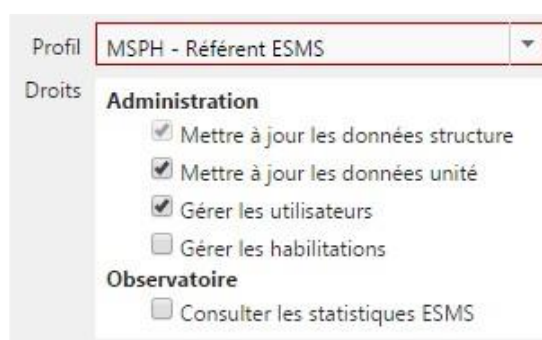 Profil MSPH - Référent ESMS
Droits
Administration
Mettre à jour les données structure
Mettre à jour les données unité
Gérer les utilisateurs
Gérer les habilitations
Observatoire
Consulter les statistiques ESMS